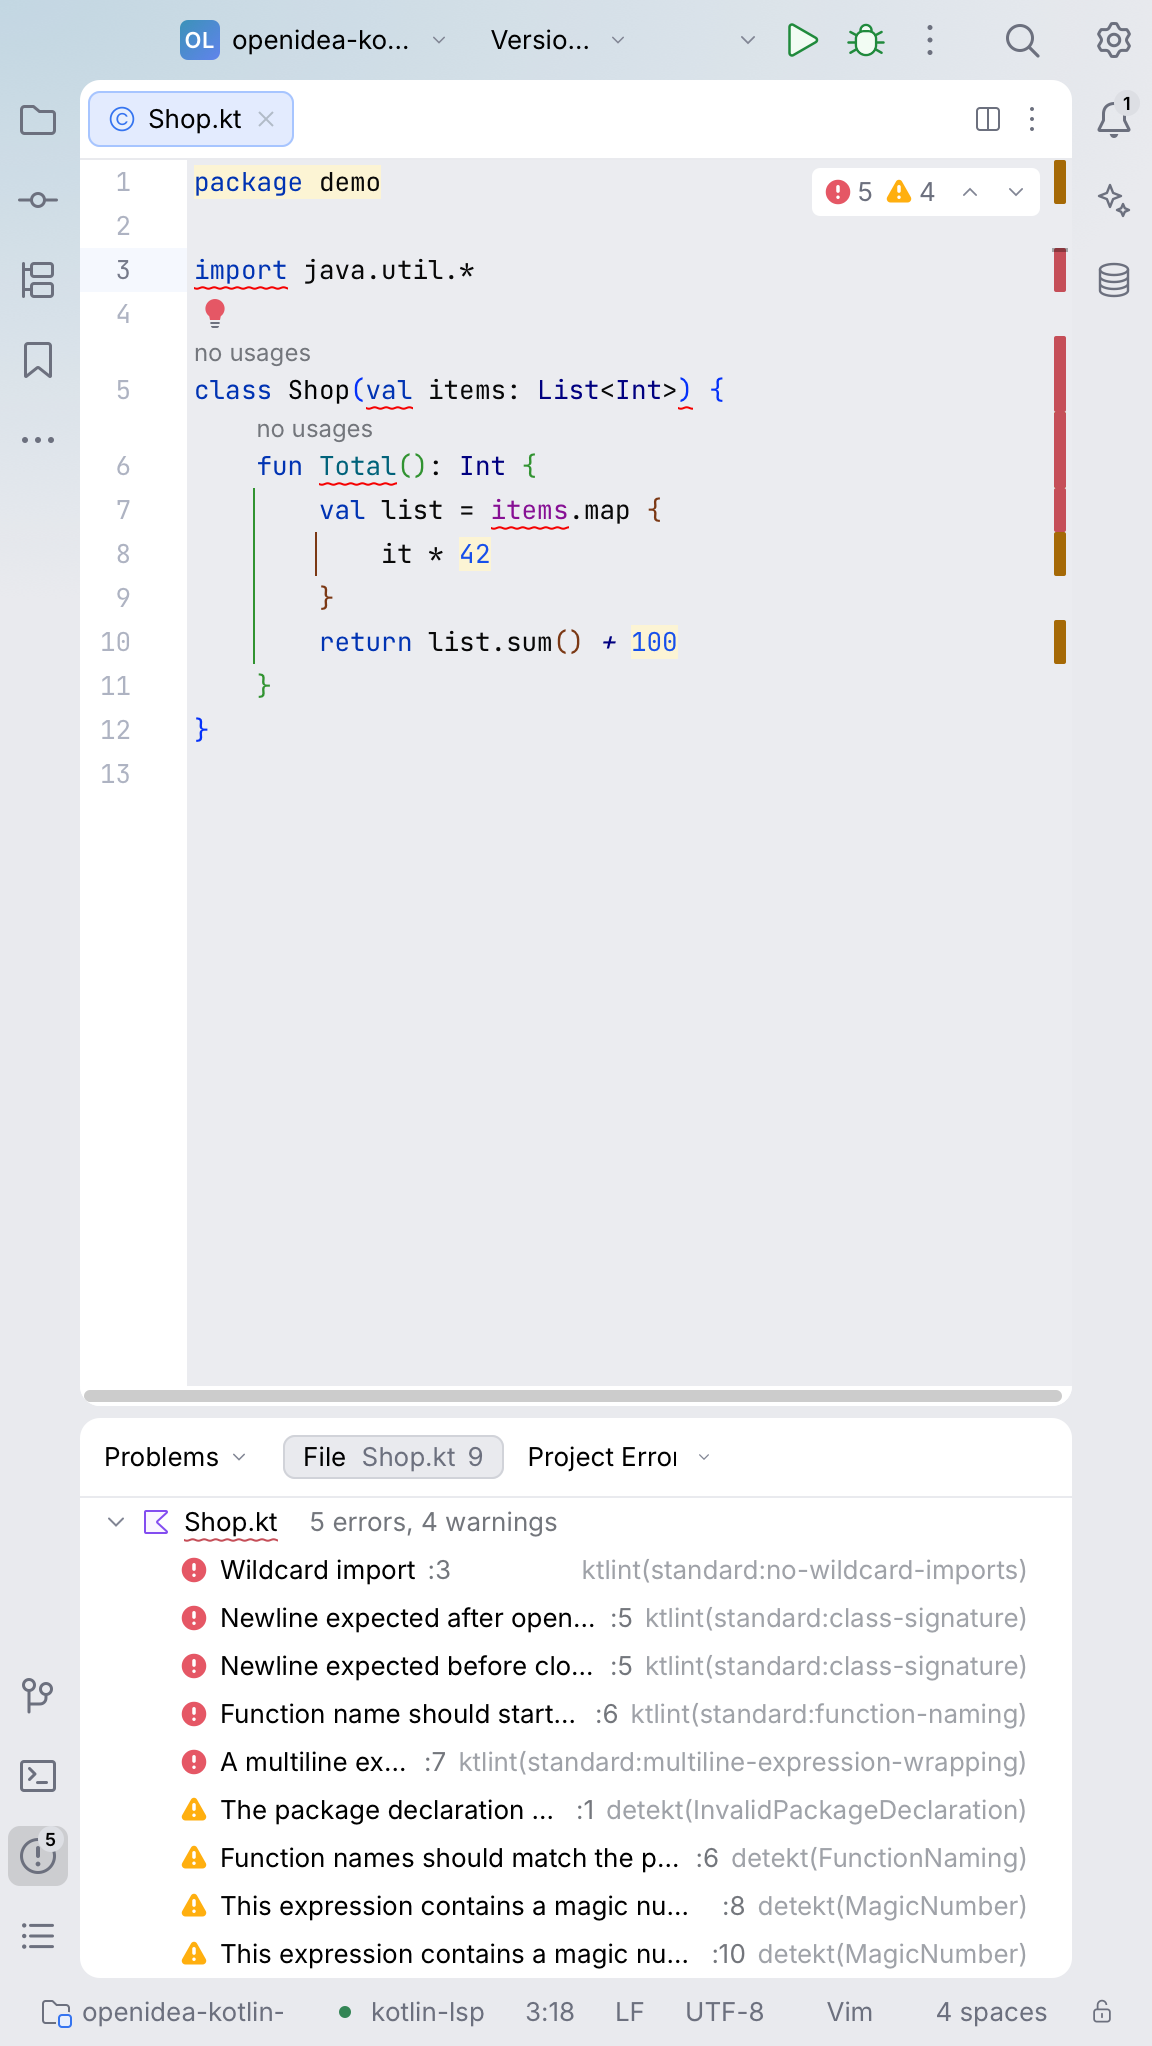 OL openidea-ko... Versio...
Shop.kt
1
1 package demo
5 4
2
3 import java.util.*
4
no usages
5 class Shop(val items: List<Int>) {
no usages
6 fun Total(): Int {
7 val list = items.map {
8 it * 42
9 }
10 return list.sum() + 100
11 }
12 }
13
Problems File Shop.kt 9 Project Error
Shop.kt 5 errors, 4 warnings
Wildcard import :3 ktlint(standard:no-wildcard-imports)
Newline expected after open... :5 ktlint(standard:class-signature)
Newline expected before clo... :5 ktlint(standard:class-signature)
Function name should start... :6 ktlint(standard:function-naming)
A multiline ex... :7 ktlint(standard:multiline-expression-wrapping)
The package declaration ... :1 detekt(InvalidPackageDeclaration)
5
Function names should match the p... :6 detekt(FunctionNaming)
This expression contains a magic nu... :8 detekt(MagicNumber)
This expression contains a magic nu... :10 detekt(MagicNumber)
openidea-kotlin- kotlin-lsp 3:18 LF UTF-8 Vim 4 spaces